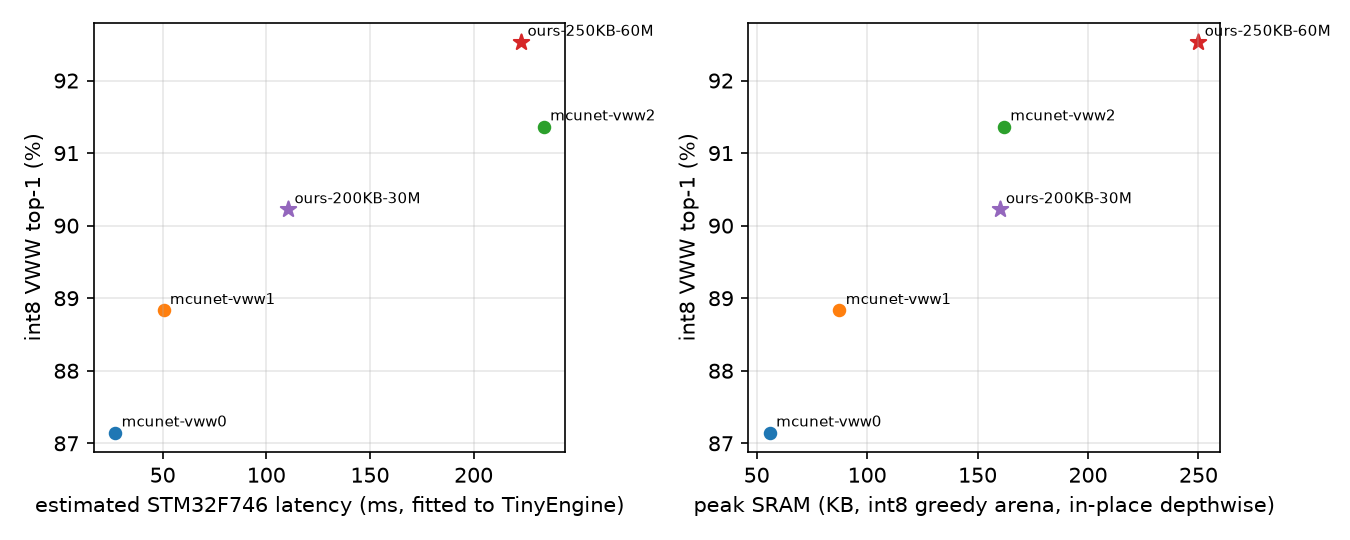 ours-250KB-60M
mcunet-vww2
ours-200KB-30M
mcunet-vww1
mcunet-vww0
92
91
90
89
88
87
int8 VWW top-1 (%)
50
100
150
200
estimated STM32F746 latency (ms, fitted to TinyEngine)
ours-250KB-60M
mcunet-vww2
ours-200KB-30M
mcunet-vww1
mcunet-vww0
92
91
90
89
88
87
int8 VWW top-1 (%)
50
100
150
200
250
peak SRAM (KB, int8 greedy arena, in-place depthwise)